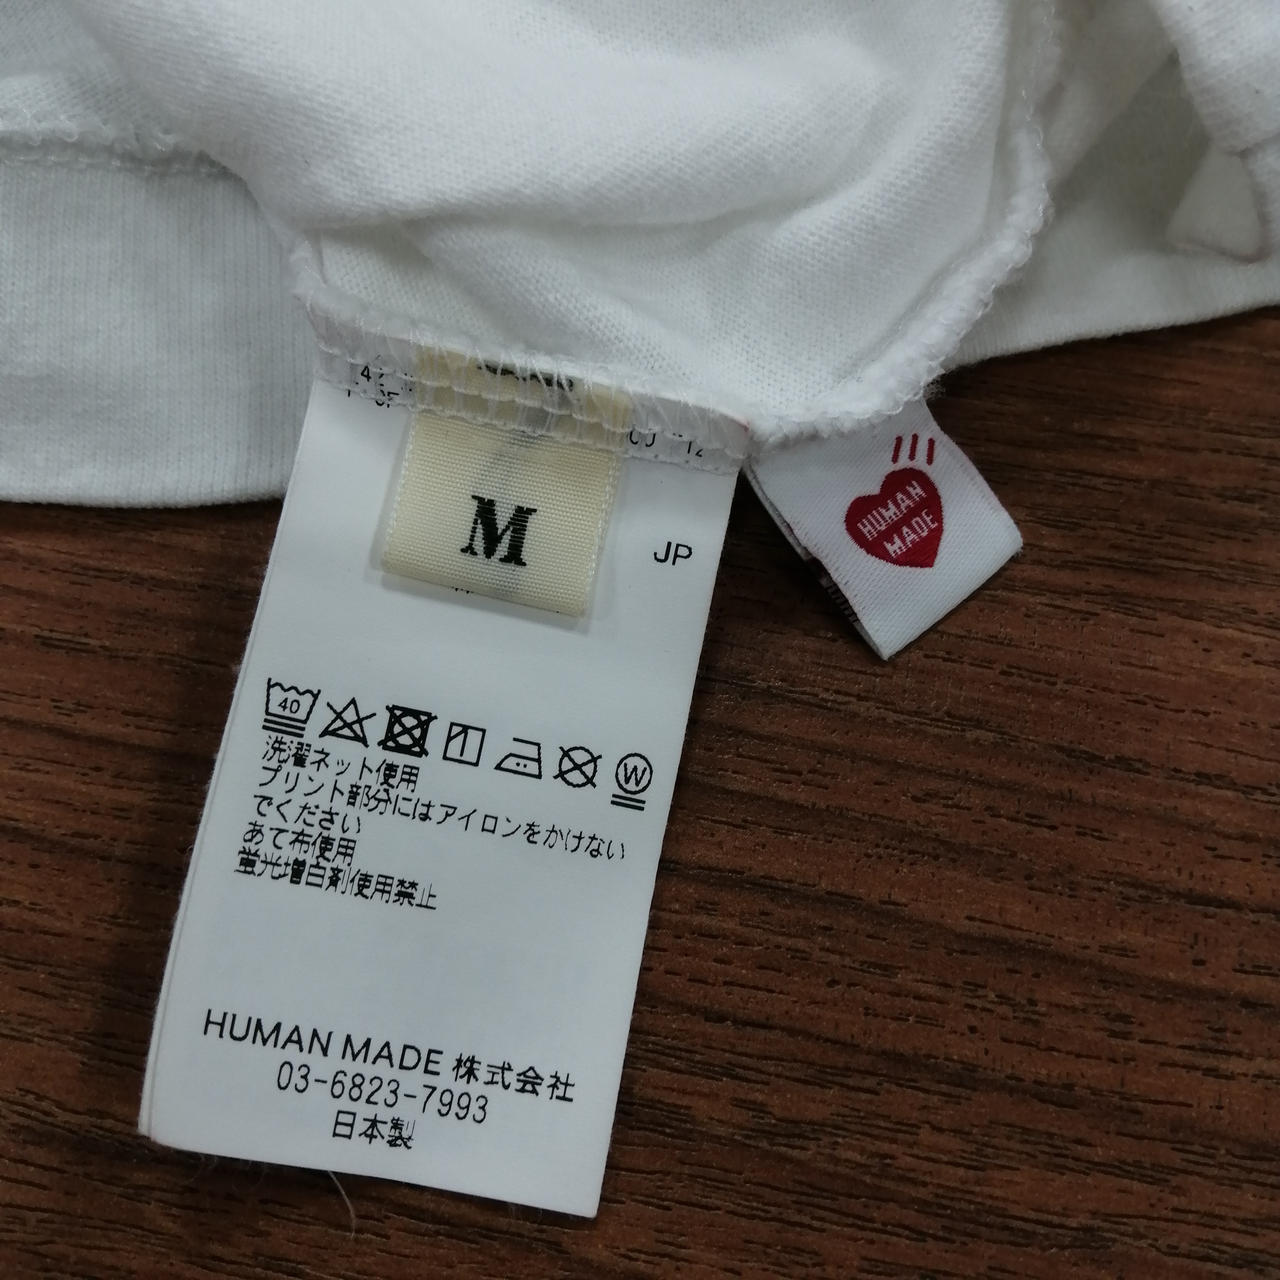 M
JP
HUMAN
MADE
40
W
洗濯ネット使用
プリント部分にはアイロンをかけない
でください
あて布使用
蛍光増白剤使用禁止
HUMAN MADE 株式会社
03-6823-7993
日本製